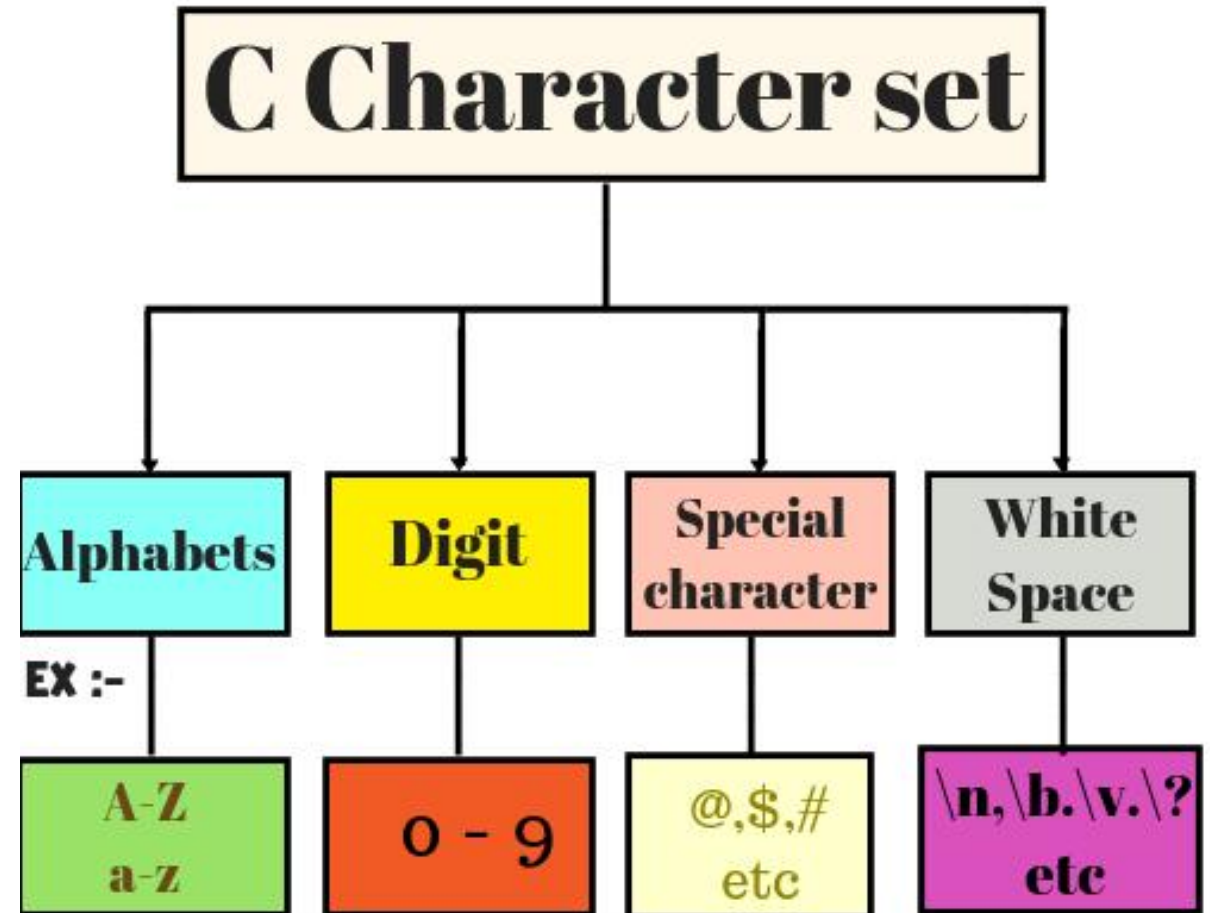 C Character set
Alphabets
Digit
Special
character
White
Space
EX :-
A-Z
a-z
0 - 9
@,$,#
etc
\n,\b.\v.\?
etc